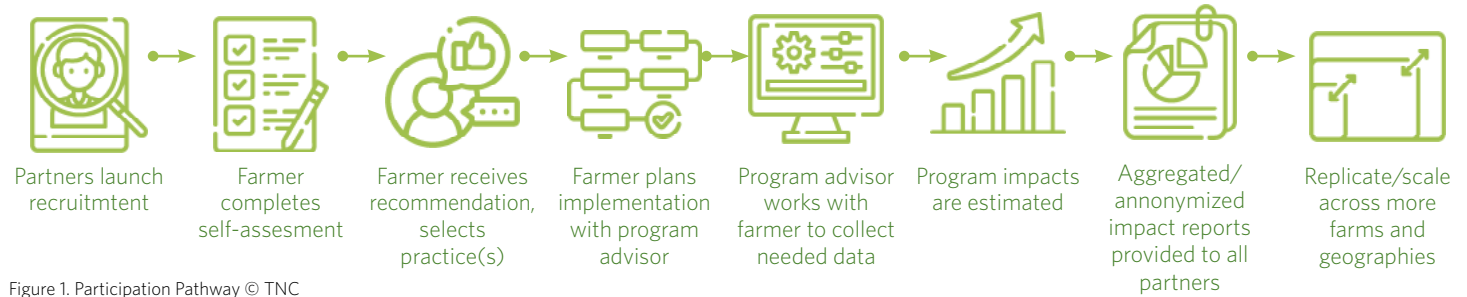 Partners launch
recruitmtent
Farmer
completes
self-assesment
Farmer receives
recommendation,
selects
practice(s)
Farmer plans
implementation
with program
advisor
Program advisor
works with
farmer to collect
needed data
Program impacts
are estimated
Aggregated/
annonymized
impact reports
provided to all
partners
Replicate/scale
across more
farms and
geographies
Figure 1. Participation Pathway © TNC